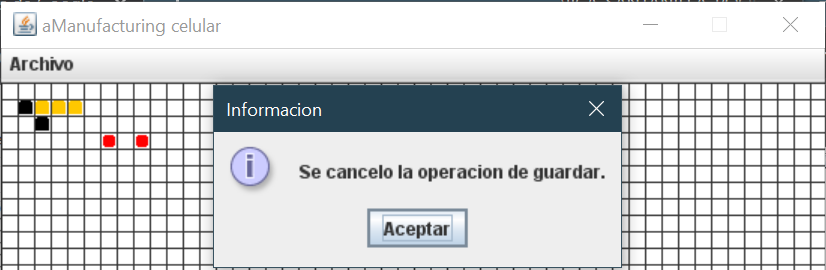 aManufacturing celular
Archivo
Informacion
Se cancelo la operacion de guardar.
Aceptar